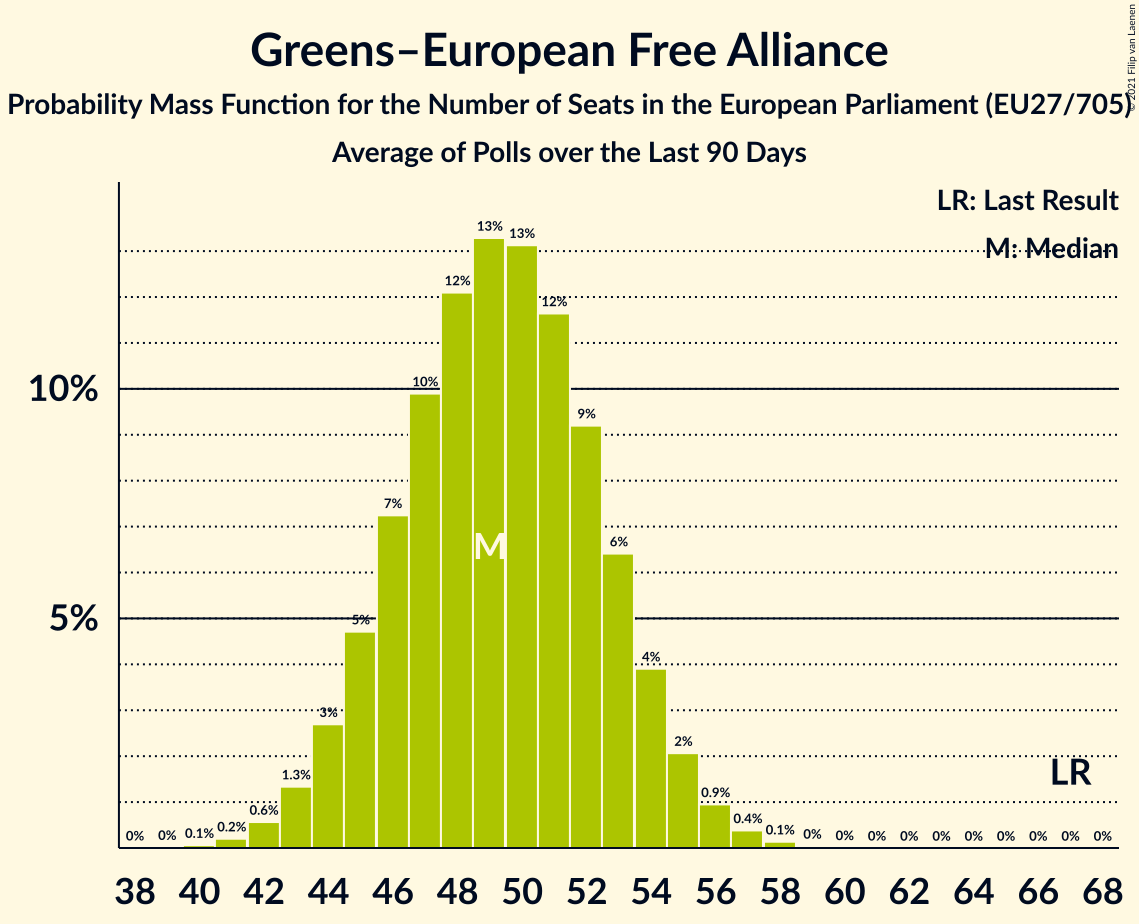 Greens–European Free Alliance
Probability Mass Function for the Number of Seats in the European Parliament (EU27/705)
Average of Polls over the Last 90 Days
© 2021 Filip van Laenen
LR: Last Result
M: Median
10%
5%
0% 0% 0.1% 0.2% 0.6% 1.3% 3% 5% 7% 10% 12% 13% 13% 12% 9% 6% 4% 2% 0.9% 0.4% 0.1% 0% 0% 0% 0% 0% 0% 0% 0% 0% 0%
M
LR
38 40 42 44 46 48 50 52 54 56 58 60 62 64 66 68